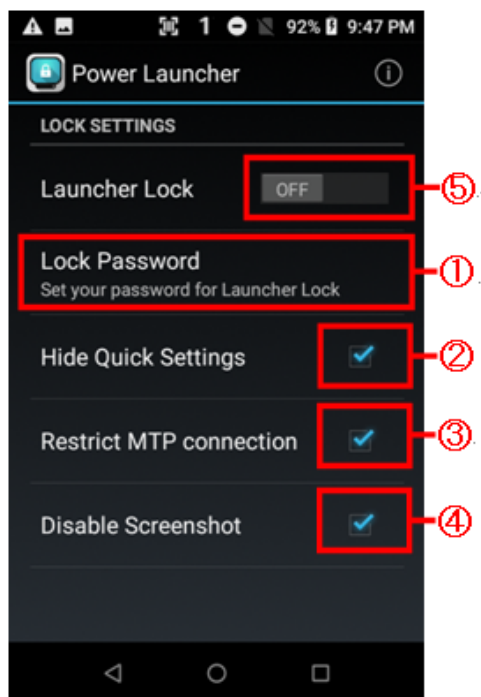 1 92% 9:47 PM
Power Launcher
LOCK SETTINGS
Launcher Lock OFF ⑤
Lock Password ①
Set your password for Launcher Lock
Hide Quick Settings ②
Restrict MTP connection ③
Disable Screenshot ④